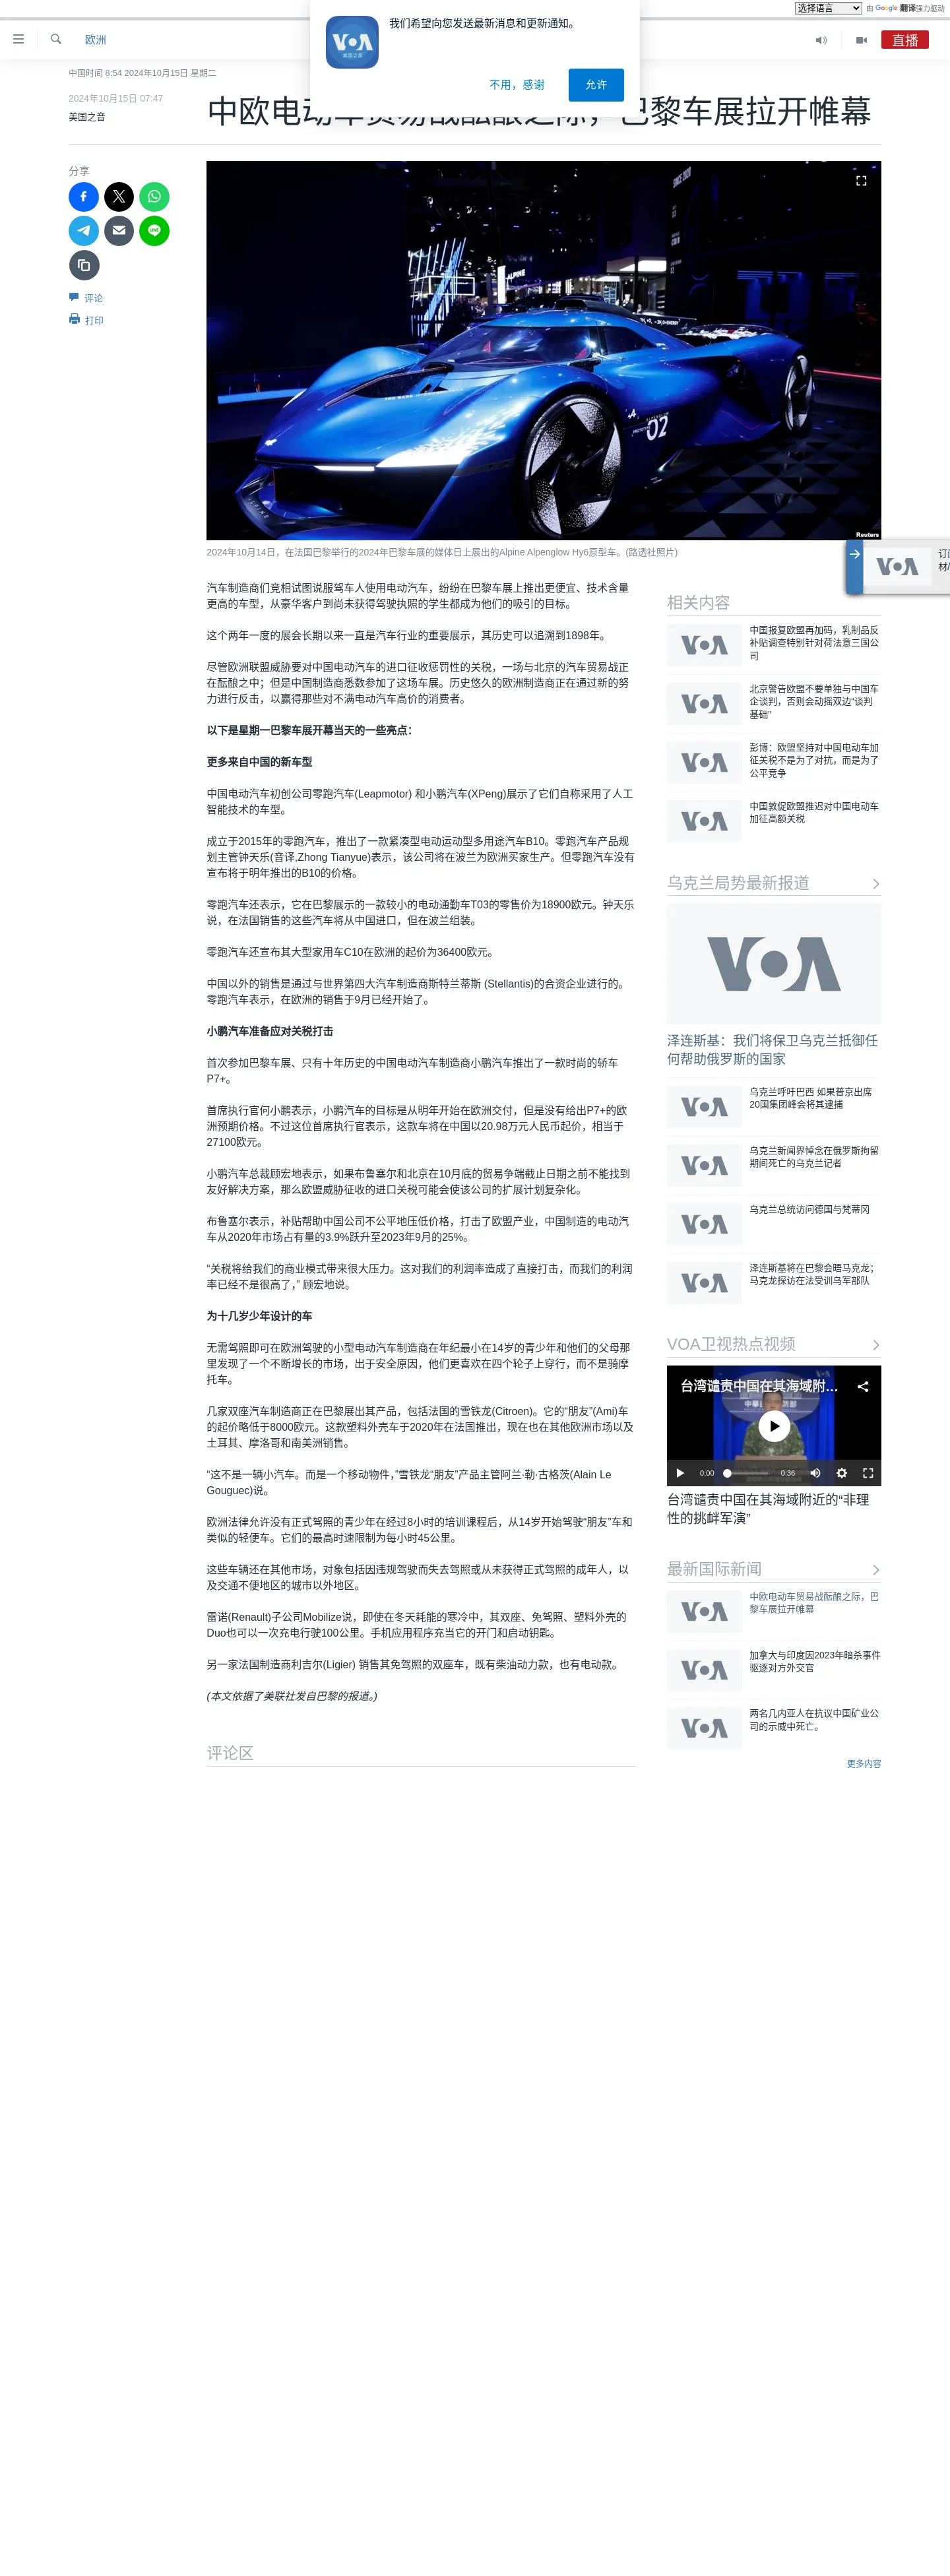 选择语言
由 Google 翻译强力驱动
我们希望向您发送最新消息和更新通知。
不用，感谢
允许
欧洲
直播
中国时间 8:54 2024年10月15日 星期二
2024年10月15日 07:47
美国之音
中欧电动车贸易战酝酿之际，巴黎车展拉开帷幕
分享
评论
打印
Reuters
2024年10月14日，在法国巴黎举行的2024年巴黎车展的媒体日上展出的Alpine Alpenglow Hy6原型车。(路透社照片)
汽车制造商们竞相试图说服驾车人使用电动汽车，纷纷在巴黎车展上推出更便宜、技术含量
更高的车型，从豪华客户到尚未获得驾驶执照的学生都成为他们的吸引的目标。
这个两年一度的展会长期以来一直是汽车行业的重要展示，其历史可以追溯到1898年。
尽管欧洲联盟威胁要对中国电动汽车的进口征收惩罚性的关税，一场与北京的汽车贸易战正
在酝酿之中；但是中国制造商悉数参加了这场车展。历史悠久的欧洲制造商正在通过新的努
力进行反击，以赢得那些对不满电动汽车高价的消费者。
以下是星期一巴黎车展开幕当天的一些亮点：
更多来自中国的新车型
中国电动汽车初创公司零跑汽车(Leapmotor) 和小鹏汽车(XPeng)展示了它们自称采用了人工
智能技术的车型。
成立于2015年的零跑汽车，推出了一款紧凑型电动运动型多用途汽车B10。零跑汽车产品规
划主管钟天乐(音译,Zhong Tianyue)表示，该公司将在波兰为欧洲买家生产。但零跑汽车没有
宣布将于明年推出的B10的价格。
零跑汽车还表示，它在巴黎展示的一款较小的电动通勤车T03的零售价为18900欧元。钟天乐
说，在法国销售的这些汽车将从中国进口，但在波兰组装。
零跑汽车还宣布其大型家用车C10在欧洲的起价为36400欧元。
中国以外的销售是通过与世界第四大汽车制造商斯特兰蒂斯 (Stellantis)的合资企业进行的。
零跑汽车表示，在欧洲的销售于9月已经开始了。
小鹏汽车准备应对关税打击
首次参加巴黎车展、只有十年历史的中国电动汽车制造商小鹏汽车推出了一款时尚的轿车
P7+。
首席执行官何小鹏表示，小鹏汽车的目标是从明年开始在欧洲交付，但是没有给出P7+的欧
洲预期价格。不过这位首席执行官表示，这款车将在中国以20.98万元人民币起价，相当于
27100欧元。
小鹏汽车总裁顾宏地表示，如果布鲁塞尔和北京在10月底的贸易争端截止日期之前不能找到
友好解决方案，那么欧盟威胁征收的进口关税可能会使该公司的扩展计划复杂化。
布鲁塞尔表示，补贴帮助中国公司不公平地压低价格，打击了欧盟产业，中国制造的电动汽
车从2020年市场占有量的3.9%跃升至2023年9月的25%。
“关税将给我们的商业模式带来很大压力。这对我们的利润率造成了直接打击，而我们的利润
率已经不是很高了，” 顾宏地说。
为十几岁少年设计的车
无需驾照即可在欧洲驾驶的小型电动汽车制造商在年纪最小在14岁的青少年和他们的父母那
里发现了一个不断增长的市场，出于安全原因，他们更喜欢在四个轮子上穿行，而不是骑摩
托车。
几家双座汽车制造商正在巴黎展出其产品，包括法国的雪铁龙(Citroen)。它的“朋友”(Ami)车
的起价略低于8000欧元。这款塑料外壳车于2020年在法国推出，现在也在其他欧洲市场以及
土耳其、摩洛哥和南美洲销售。
“这不是一辆小汽车。而是一个移动物件，”雪铁龙“朋友”产品主管阿兰·勒·古格茨(Alain Le
Gouguec)说。
欧洲法律允许没有正式驾照的青少年在经过8小时的培训课程后，从14岁开始驾驶“朋友”车和
类似的轻便车。它们的最高时速限制为每小时45公里。
这些车辆还在其他市场，对象包括因违规驾驶而失去驾照或从未获得正式驾照的成年人，以
及交通不便地区的城市以外地区。
雷诺(Renault)子公司Mobilize说，即使在冬天耗能的寒冷中，其双座、免驾照、塑料外壳的
Duo也可以一次充电行驶100公里。手机应用程序充当它的开门和启动钥匙。
另一家法国制造商利吉尔(Ligier) 销售其免驾照的双座车，既有柴油动力款，也有电动款。
(本文依据了美联社发自巴黎的报道。)
评论区
相关内容
中国报复欧盟再加码，乳制品反
补贴调查特别针对荷法意三国公
司
北京警告欧盟不要单独与中国车
企谈判，否则会动摇双边“谈判
基础”
彭博：欧盟坚持对中国电动车加
征关税不是为了对抗，而是为了
公平竞争
中国敦促欧盟推迟对中国电动车
加征高额关税
乌克兰局势最新报道
VOA
泽连斯基：我们将保卫乌克兰抵御任
何帮助俄罗斯的国家
乌克兰呼吁巴西 如果普京出席
20国集团峰会将其逮捕
乌克兰新闻界悼念在俄罗斯拘留
期间死亡的乌克兰记者
乌克兰总统访问德国与梵蒂冈
泽连斯基将在巴黎会晤马克龙；
马克龙探访在法受训乌军部队
VOA卫视热点视频
台湾谴责中国在其海域附...
0:00
0:36
台湾谴责中国在其海域附近的“非理
性的挑衅军演”
最新国际新闻
中欧电动车贸易战酝酿之际，巴
黎车展拉开帷幕
加拿大与印度因2023年暗杀事件
驱逐对方外交官
两名几内亚人在抗议中国矿业公
司的示威中死亡。
更多内容